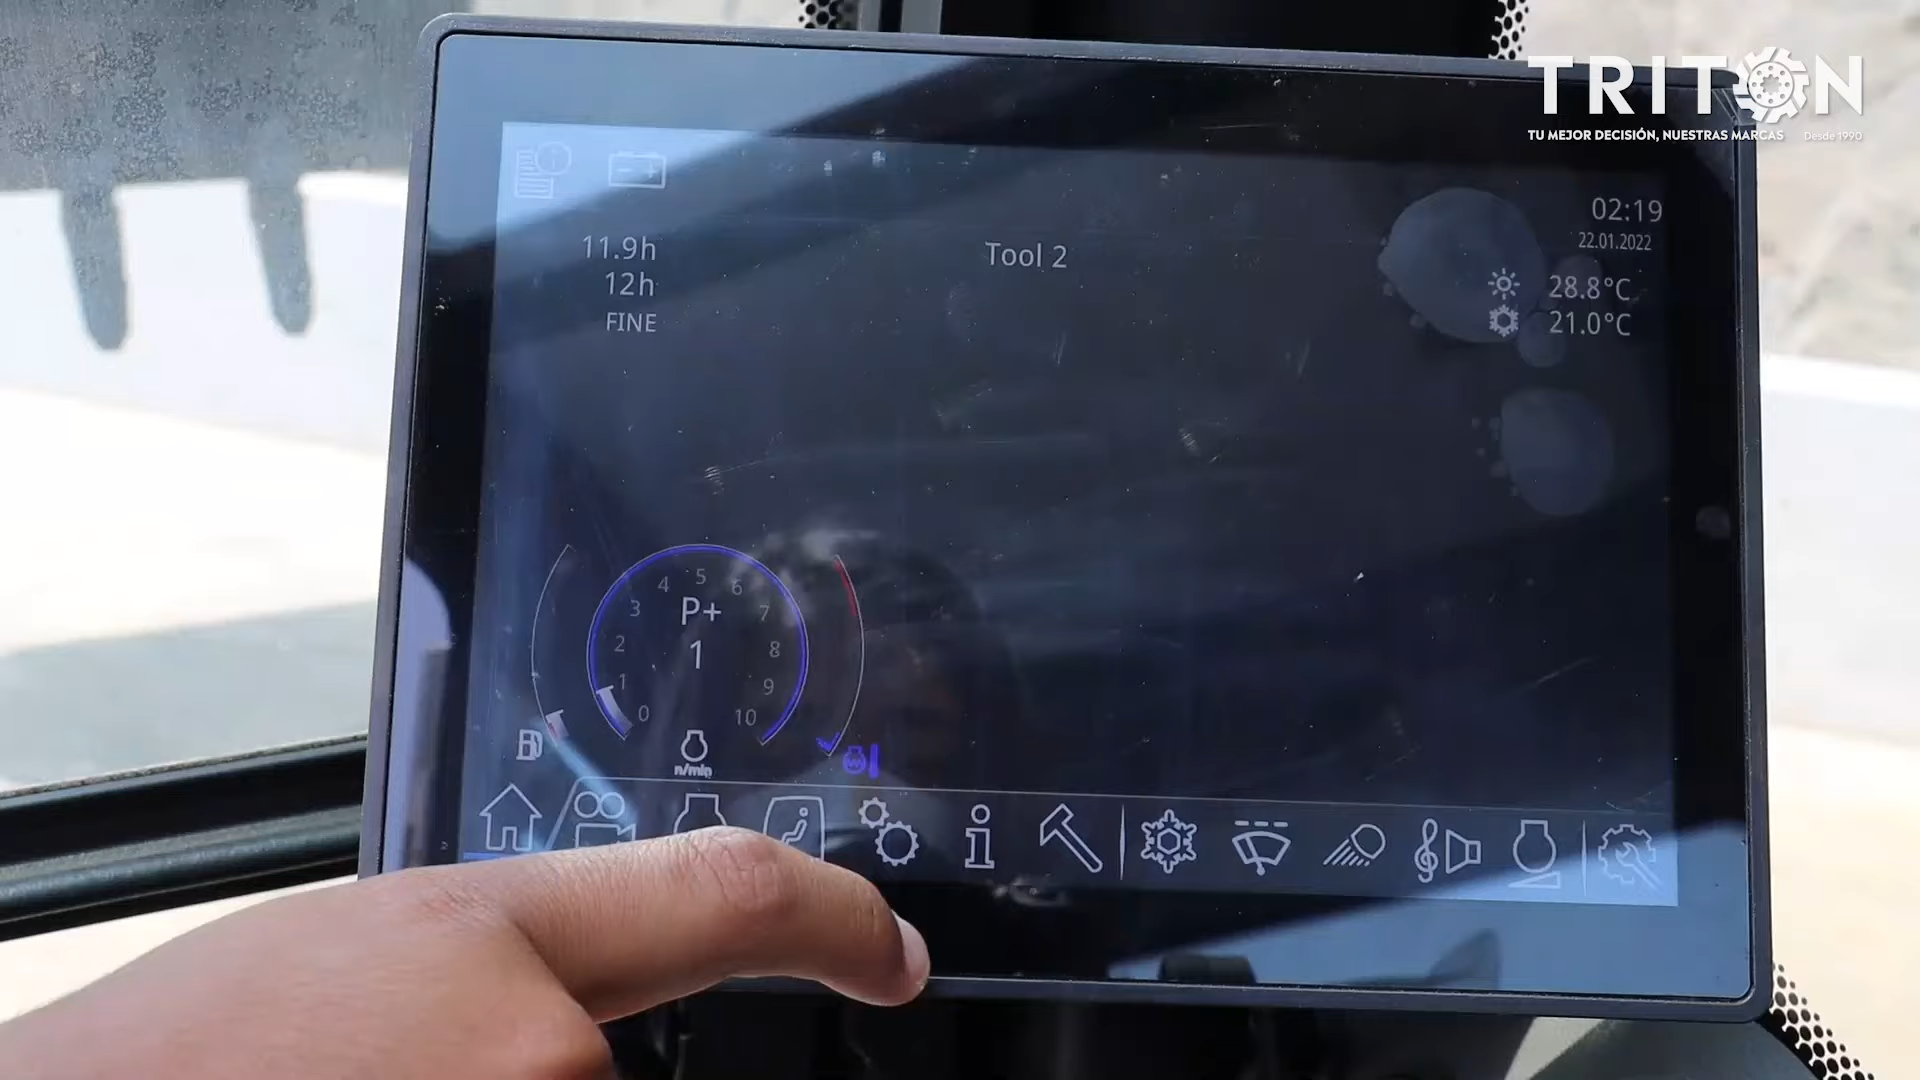 TRITON
TU MEJOR DECISIÓN, NUESTRAS MARCAS Desde 1990
02:19
22.01.2022
11.9h
12h
FINE
Tool 2
28.8°C
21.0°C
0
1
2
3
4
5
6
7
8
9
10
P+
1
n/min